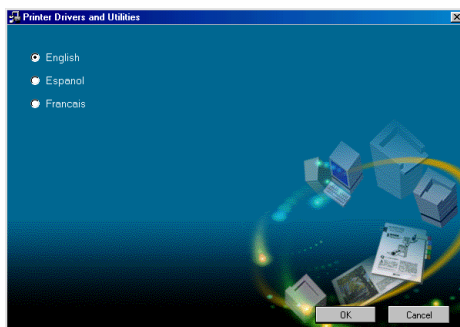 Printer Drivers and Utilities
English
Espanol
Francais
OK
Cancel